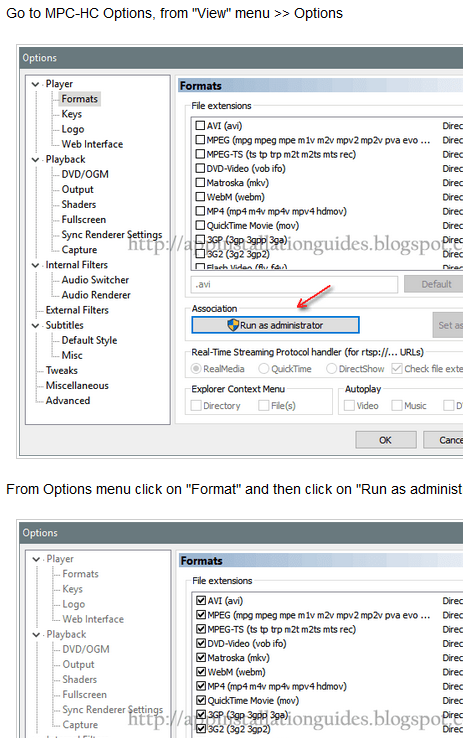 Go to MPC-HC Options, from "View" menu >> Options
Options
Player
Formats
Keys
Logo
Web Interface
Playback
DVD/OGM
Output
Shaders
Fullscreen
Sync Renderer Settings
Capture
Internal Filters
Audio Switcher
Audio Renderer
External Filters
Subtitles
Default Style
Misc
Tweaks
Miscellaneous
Advanced
Formats
File extensions
AVI (avi) Direc
MPEG (mpg mpeg mpe m1v m2v mpv2 mp2v pva evo ... Direc
MPEG-TS (ts tp trp m2t m2ts mts rec) Direc
DVD-Video (vob ifo) Direc
Matroska (mkv) Direc
WebM (webm) Direc
MP4 (mp4 m4v mp4v mpv4 hdmov) Direc
QuickTime Movie (mov) Direc
3GP (3gp 3gpp 3ga) Direc
3G2 (3g2 3gp2) Direc
Flash Video (flv f4v) Direc
http://appinstallationguides.blogspot.c
.avi Default
Association
Run as administrator Set as
Real-Time Streaming Protocol handler (for rtsp://... URLs)
RealMedia QuickTime DirectShow Check file exte
Explorer Context Menu
Directory File(s)
Autoplay
Video Music D
OK Cance
From Options menu click on "Format" and then click on "Run as administ
Options
Player
Formats
Keys
Logo
Web Interface
Playback
DVD/OGM
Output
Shaders
Fullscreen
Sync Renderer Settings
Capture
Formats
File extensions
AVI (avi) Direc
MPEG (mpg mpeg mpe m1v m2v mpv2 mp2v pva evo ... Direc
MPEG-TS (ts tp trp m2t m2ts mts rec) Direc
DVD-Video (vob ifo) Direc
Matroska (mkv) Direc
WebM (webm) Direc
MP4 (mp4 m4v mp4v mpv4 hdmov) Direc
QuickTime Movie (mov) Direc
3GP (3gp 3gpp 3ga) Direc
3G2 (3g2 3gp2) Direc
http://appinstallationguides.blogspot.c